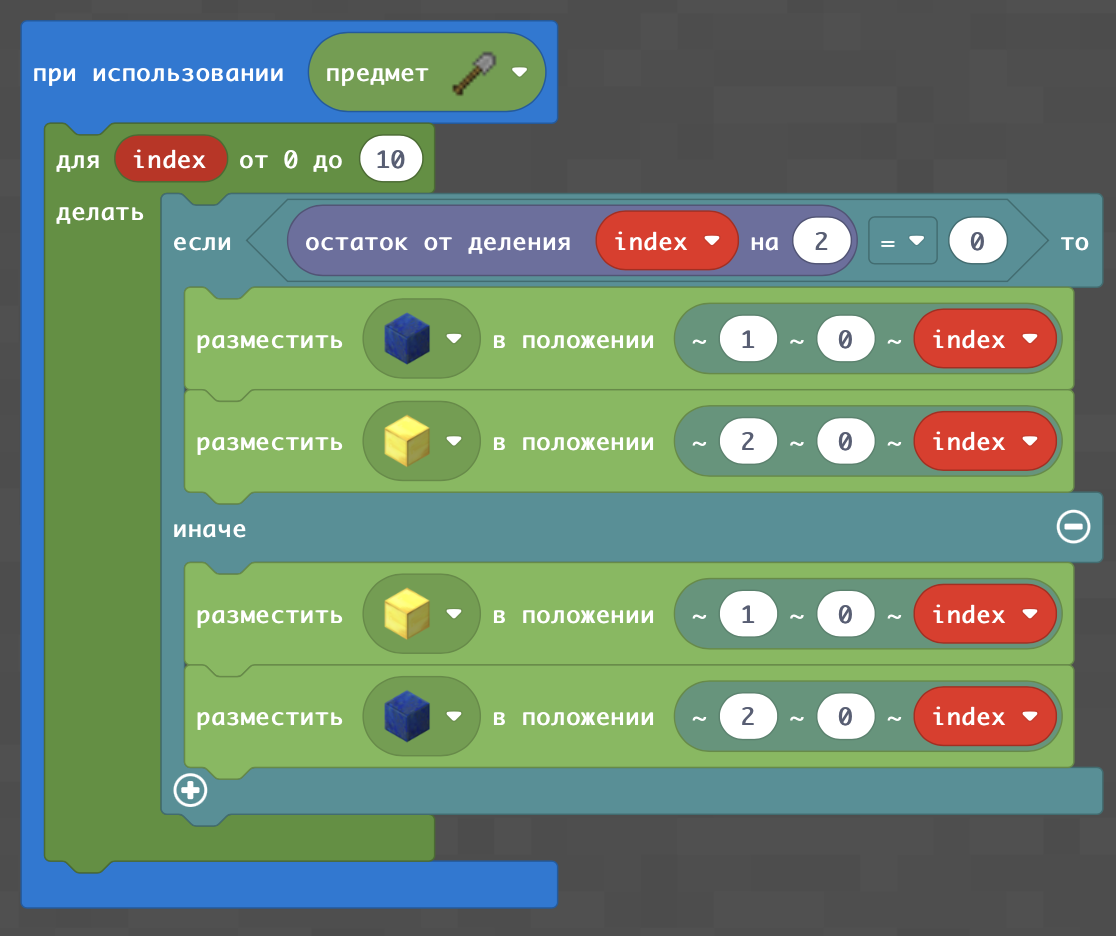 при использовании предмет
для index от 0 до 10
делать
если остаток от деления index на 2 = 0 то
разместить в положении ~ 1 ~ 0 ~ index
разместить в положении ~ 2 ~ 0 ~ index
иначе
разместить в положении ~ 1 ~ 0 ~ index
разместить в положении ~ 2 ~ 0 ~ index